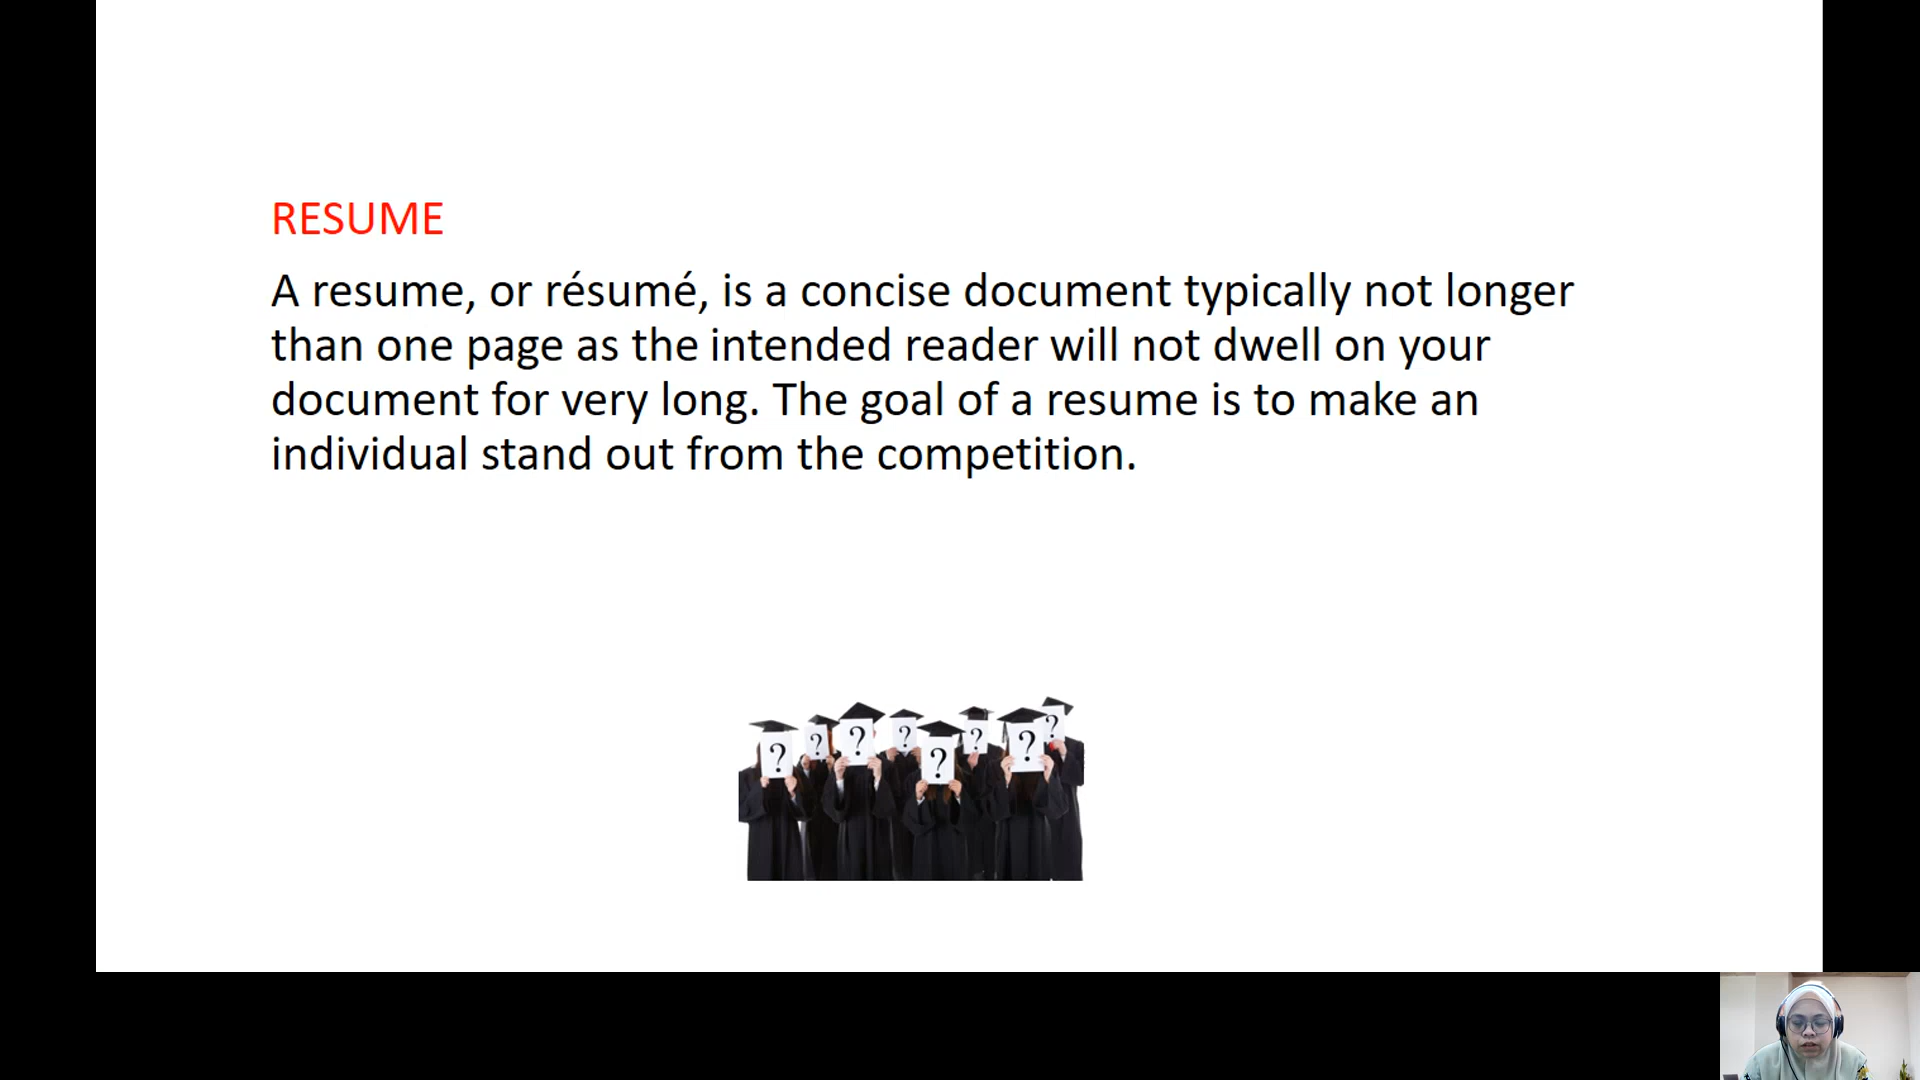 RESUME
A resume, or résumé, is a concise document typically not longer
than one page as the intended reader will not dwell on your
document for very long. The goal of a resume is to make an
individual stand out from the competition.
? ? ? ? ? ? ? ?